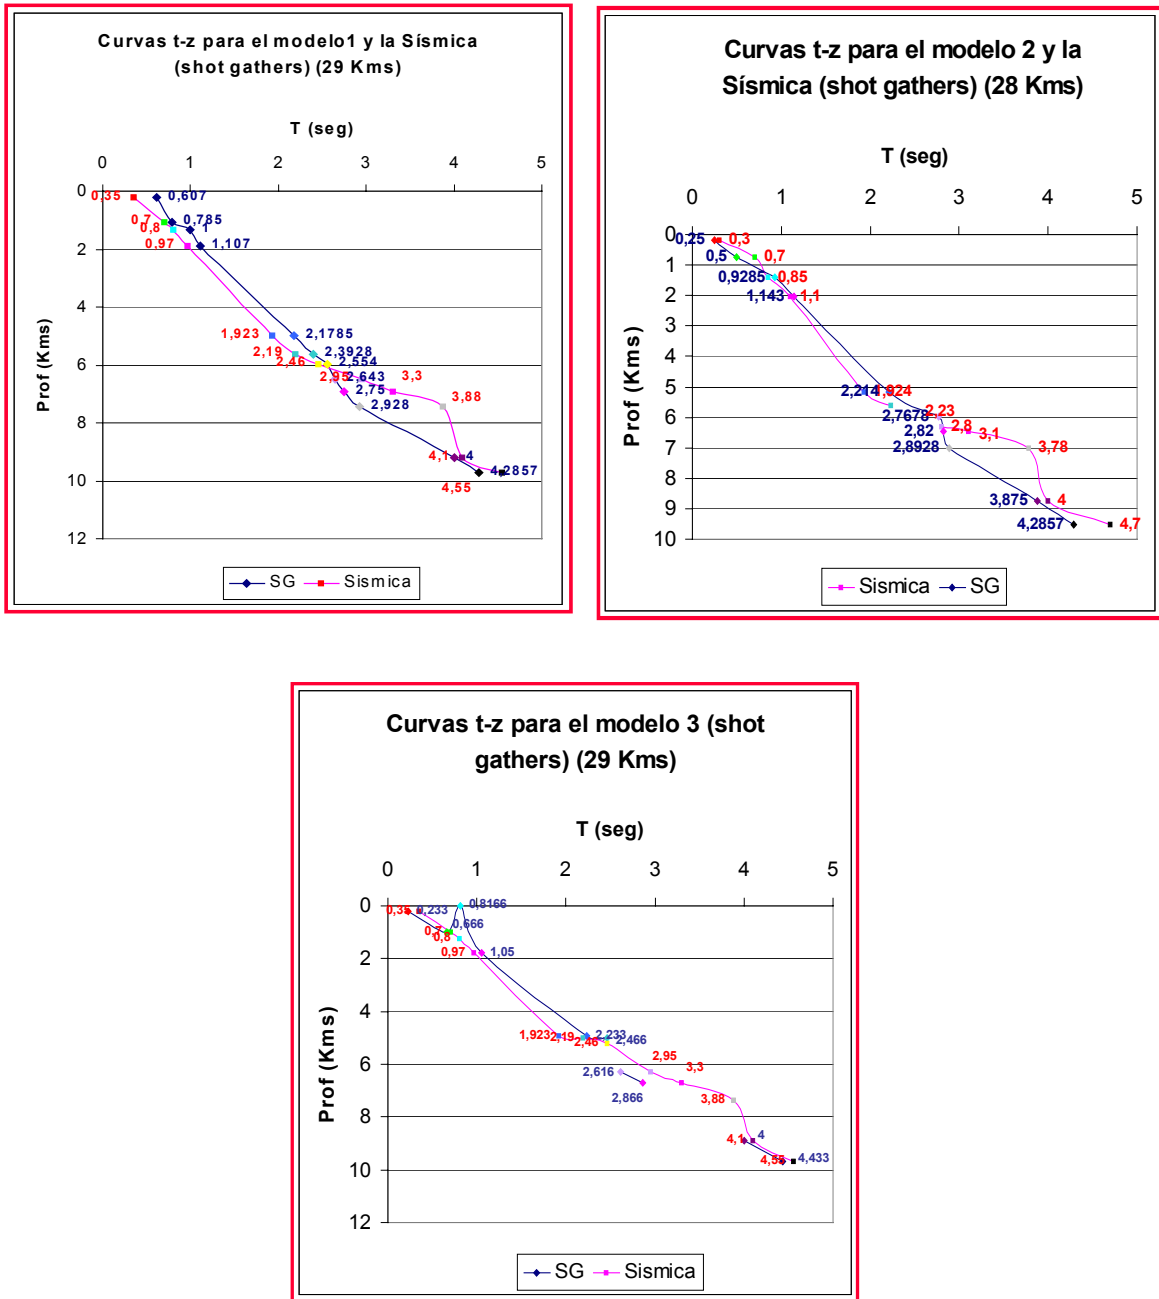 Curvas t-z para el modelo1 y la Sísmica
(shot gathers) (29 Kms)
T (seg)
0 1 2 3 4 5
Prof (Kms)
0
2
4
6
8
10
12
0,35 0,607
0,7 0,785
0,8 1
0,97 1,107
1,923 2,1785
2,19 2,3928
2,46 2,554
2,95 2,643 3,3
2,75 3,88
2,928
4,1 4
4,2857
4,55
SG Sismica
Curvas t-z para el modelo 2 y la
Sísmica (shot gathers) (28 Kms)
T (seg)
0 1 2 3 4 5
Prof (Kms)
0
1
2
3
4
5
6
7
8
9
10
0,25 0,3
0,5 0,7
0,9285 0,85
1,143 1,1
2,214 1,924
2,7678 2,23
2,82 2,8 3,1
2,8928 3,78
3,875 4
4,2857 4,7
Sismica SG
Curvas t-z para el modelo 3 (shot
gathers) (29 Kms)
T (seg)
0 1 2 3 4 5
Prof (Kms)
0
2
4
6
8
10
12
0,35 0,233 0,8166
0,7 0,666
0,8
0,97 1,05
1,923 2,19 2,233
2,46 2,466
2,95 3,3
2,616
2,866 3,88
4,1 4
4,55 4,433
SG Sismica